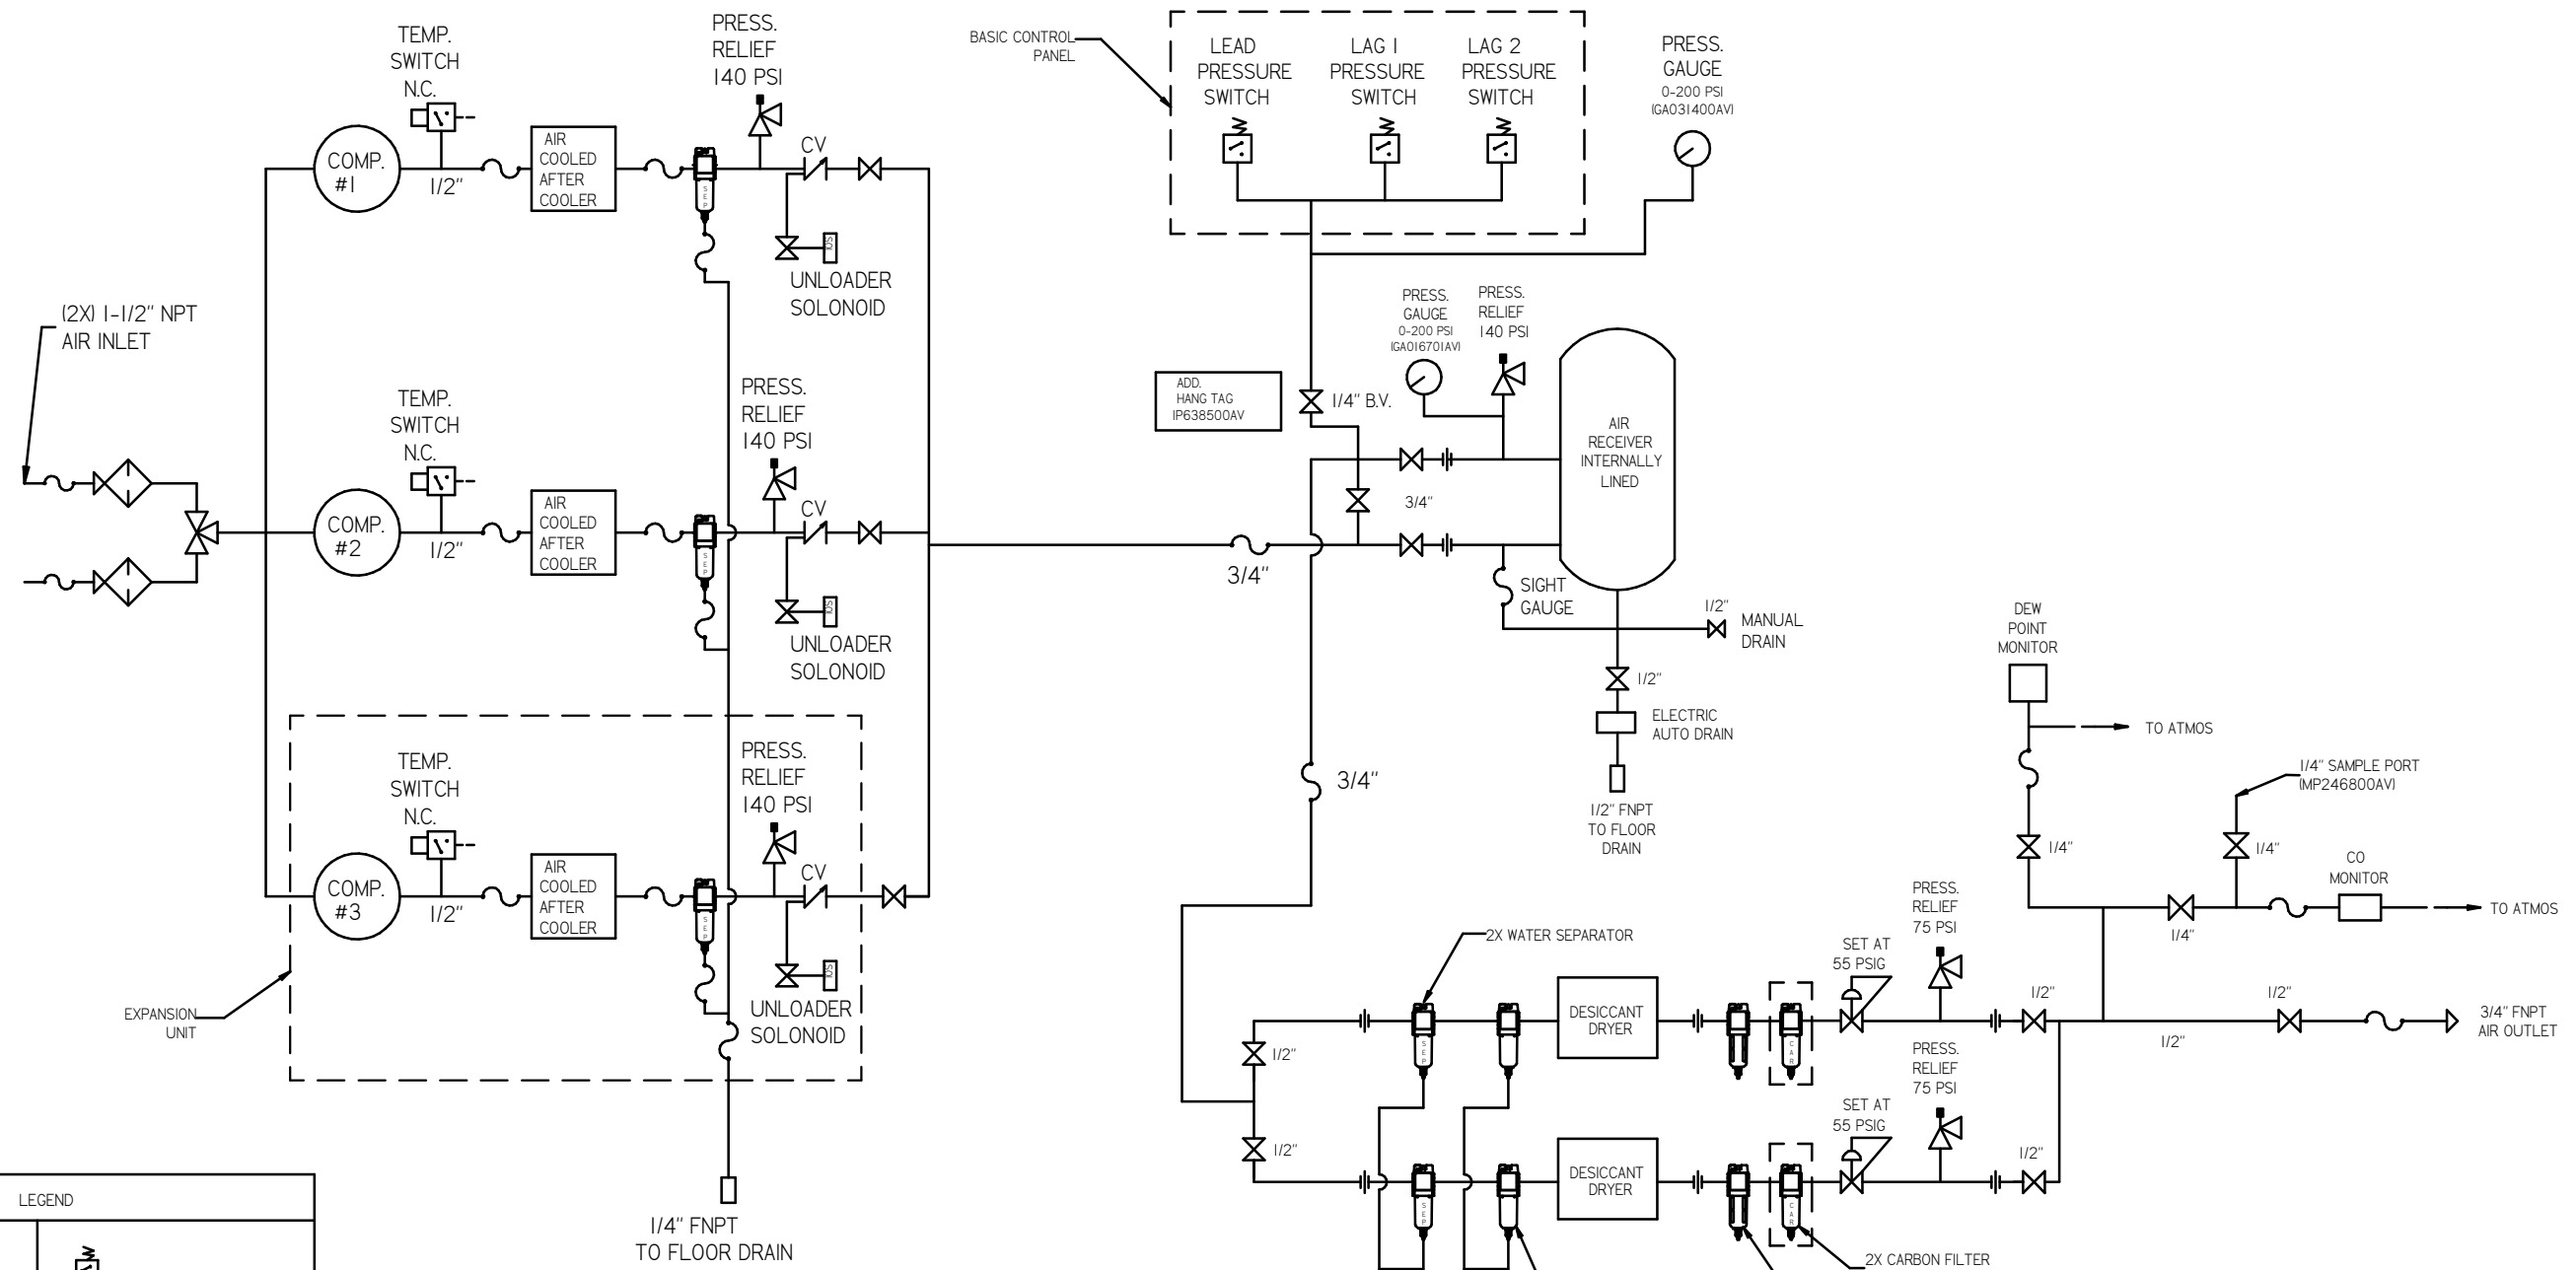 TEMP.
SWITCH
N.C.
PRESS.
RELIEF
140 PSI
COMP.
#1
1/2"
AIR
COOLED
AFTER
COOLER
SEP
CV
SOL
UNLOADER
SOLONOID
(2X) 1-1/2" NPT
AIR INLET
TEMP.
SWITCH
N.C.
PRESS.
RELIEF
140 PSI
COMP.
#2
1/2"
AIR
COOLED
AFTER
COOLER
SEP
CV
SOL
UNLOADER
SOLONOID
TEMP.
SWITCH
N.C.
PRESS.
RELIEF
140 PSI
COMP.
#3
1/2"
AIR
COOLED
AFTER
COOLER
SEP
CV
SOL
UNLOADER
SOLONOID
EXPANSION
UNIT
1/4" FNPT
TO FLOOR DRAIN
LEGEND
BASIC CONTROL
PANEL
LEAD
PRESSURE
SWITCH
LAG 1
PRESSURE
SWITCH
LAG 2
PRESSURE
SWITCH
PRESS.
GAUGE
0-200 PSI
(GA031400AV)
PRESS.
GAUGE
0-200 PSI
(GA016701AV)
PRESS.
RELIEF
140 PSI
ADD.
HANG TAG
IP638500AV
1/4" B.V.
3/4"
3/4"
3/4"
AIR
RECEIVER
INTERNALLY
LINED
SIGHT
GAUGE
1/2"
MANUAL
DRAIN
1/2"
ELECTRIC
AUTO DRAIN
1/2" FNPT
TO FLOOR
DRAIN
DEW
POINT
MONITOR
TO ATMOS
1/4" SAMPLE PORT
(MP246800AV)
1/4"
1/4"
CO
MONITOR
TO ATMOS
1/4"
2X WATER SEPARATOR
SET AT
55 PSIG
PRESS.
RELIEF
75 PSI
1/2"
SEP
DESICCANT
DRYER
CAR
1/2"
1/2"
1/2"
3/4" FNPT
AIR OUTLET
SET AT
55 PSIG
PRESS.
RELIEF
75 PSI
1/2"
SEP
DESICCANT
DRYER
CAR
1/2"
2X CARBON FILTER